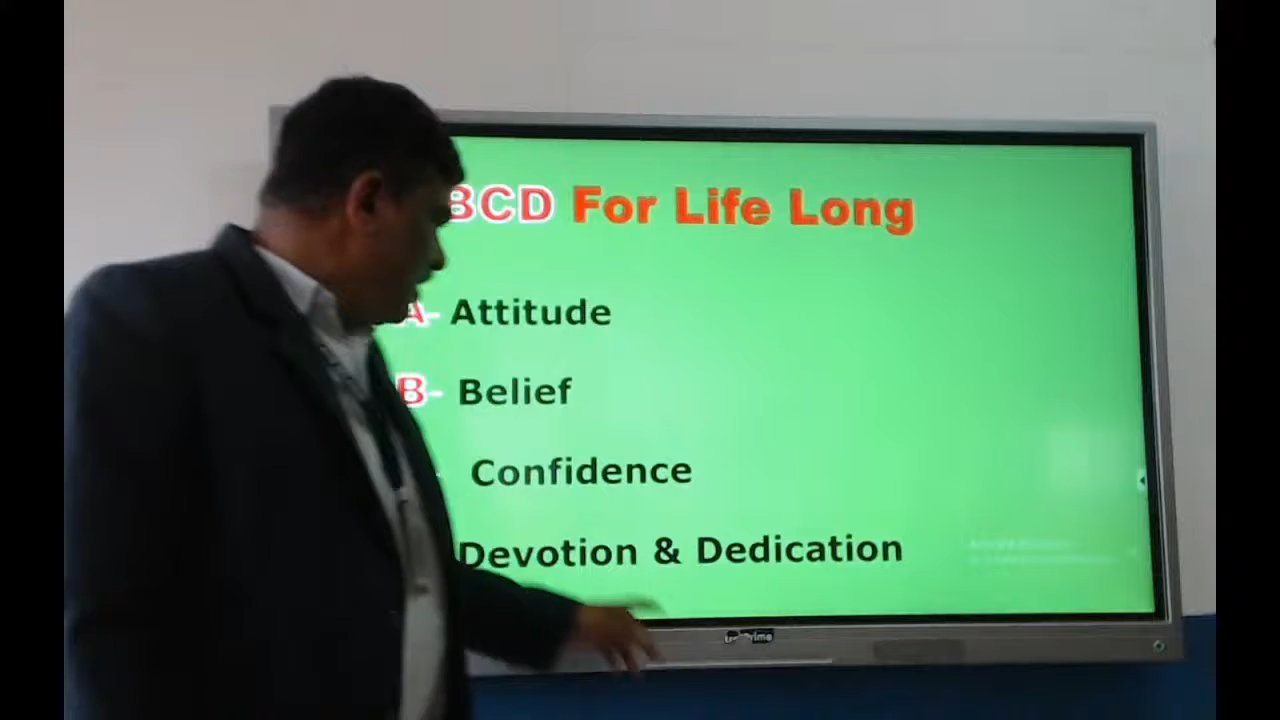 BCD For Life Long
A- Attitude
B- Belief
Confidence
Devotion & Dedication